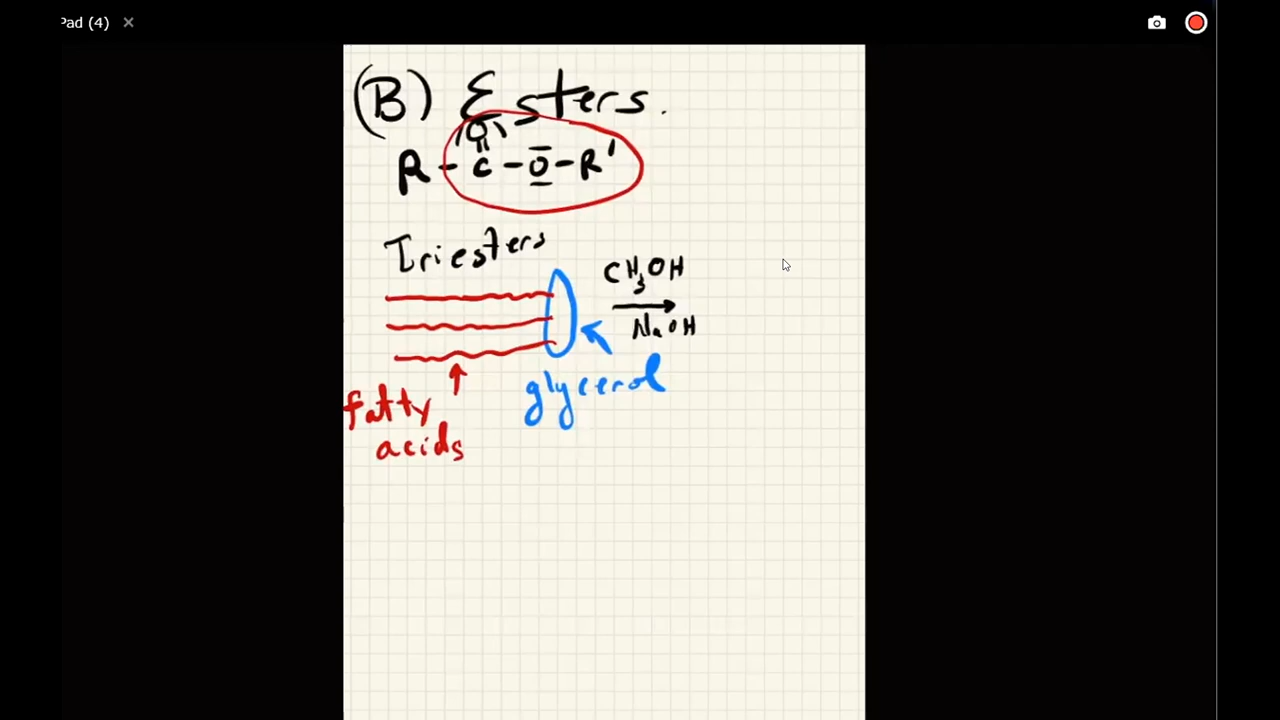 Pad (4)
(B) Esters.
O
R-C-O-R'
Triesters
CH3OH
NaOH
glycerol
fatty
acids